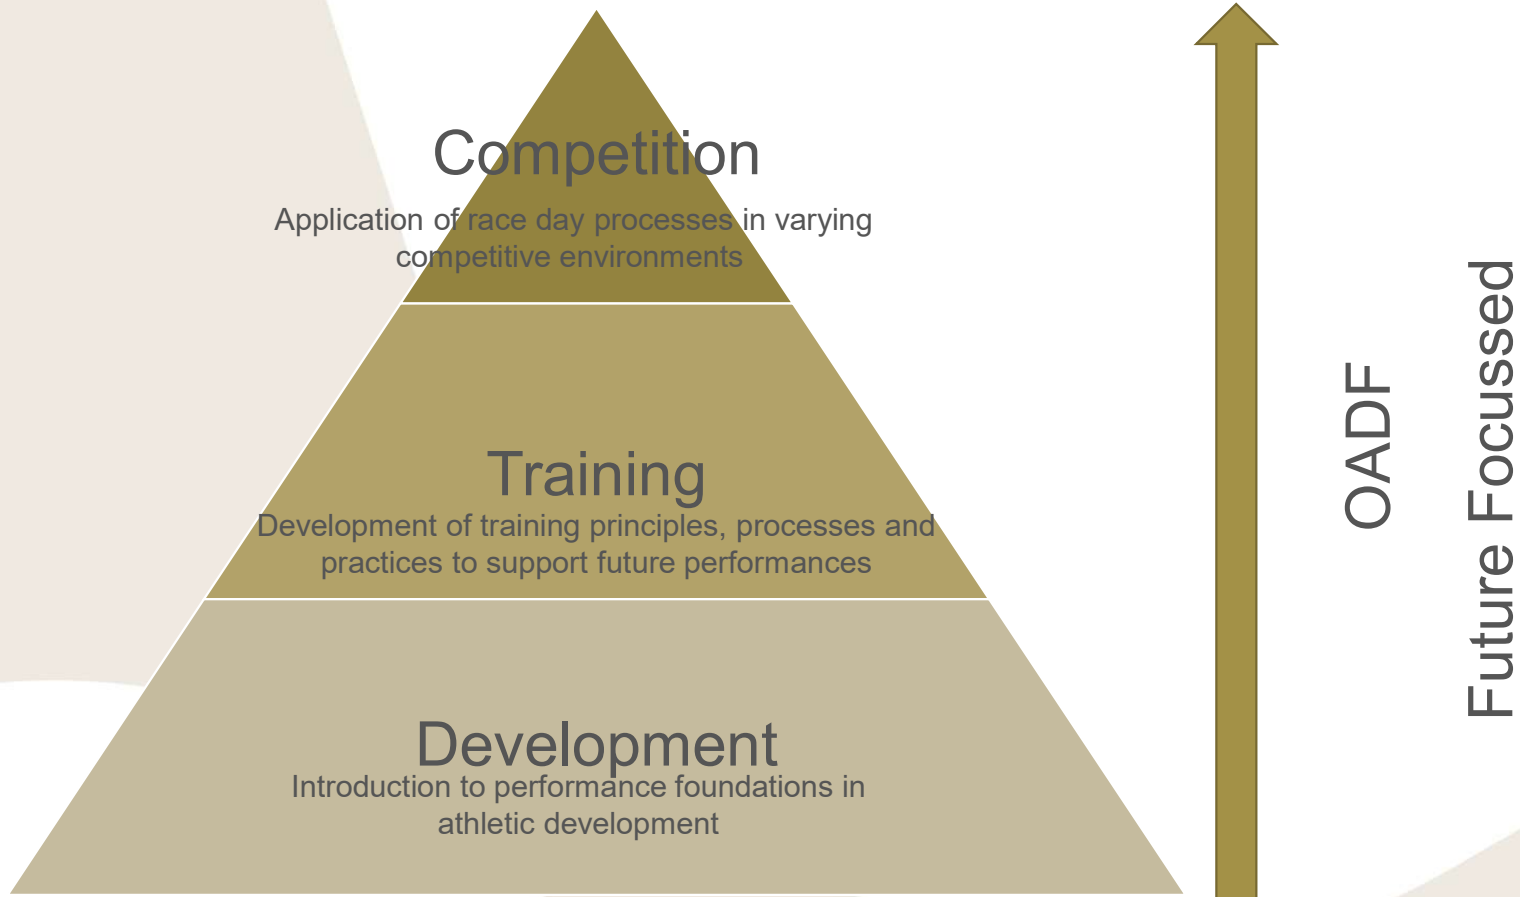 Competition
Application of race day processes in varying
competitive environments
Training
Development of training principles, processes and
practices to support future performances
Development
Introduction to performance foundations in
athletic development
OADF
Future Focussed